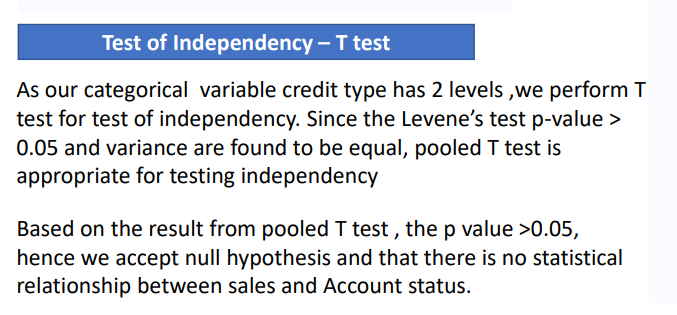 Test of Independency – T test
As our categorical  variable credit type has 2 levels ,we perform T
test for test of independency. Since the Levene’s test p-value >
0.05 and variance are found to be equal, pooled T test is
appropriate for testing independency
Based on the result from pooled T test , the p value >0.05,
hence we accept null hypothesis and that there is no statistical
relationship between sales and Account status.